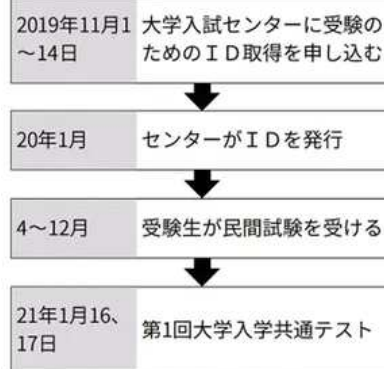 2019年11月1
～14日
大学入試センターに受験の
ためのＩＤ取得を申し込む
20年1月
センターがＩＤを発行
4～12月
受験生が民間試験を受ける
21年1月16、
17日
第1回大学入学共通テスト